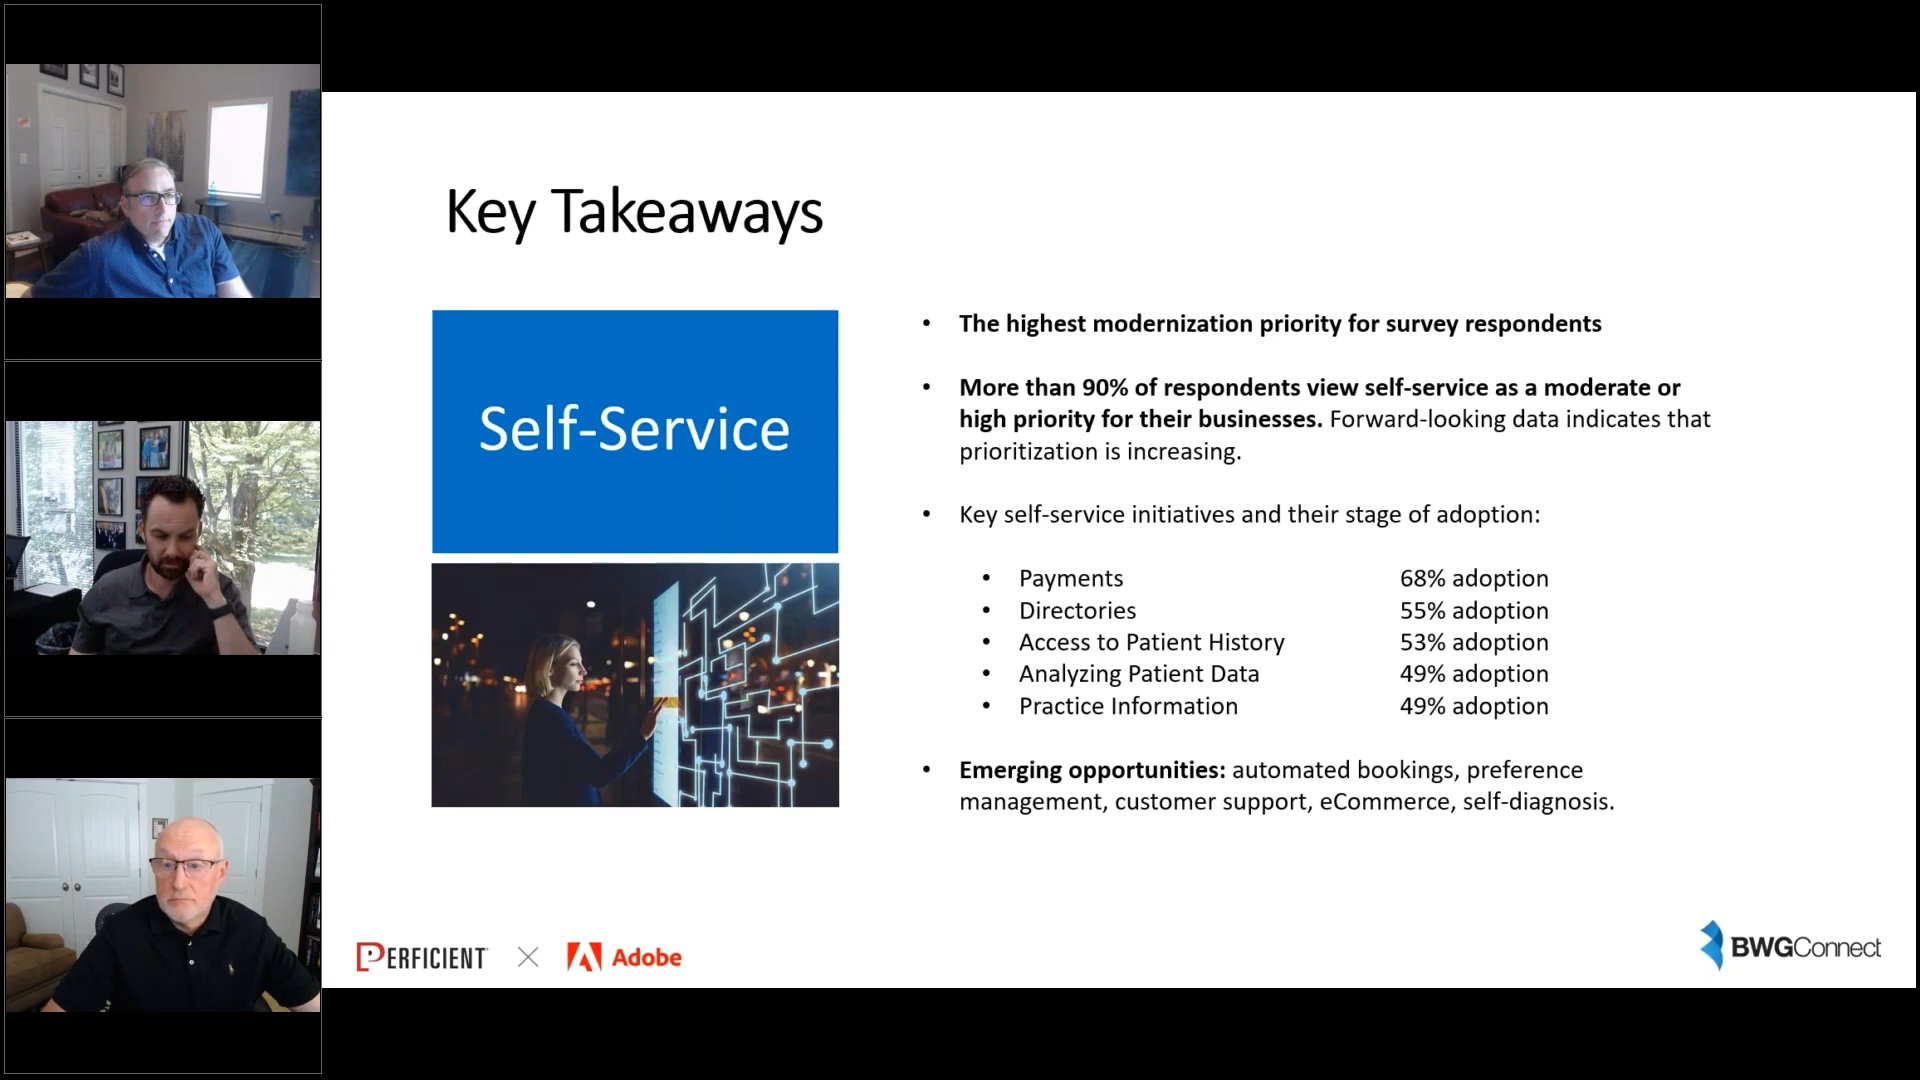 Key Takeaways
Self-Service
• The highest modernization priority for survey respondents
• More than 90% of respondents view self-service as a moderate or
high priority for their businesses. Forward-looking data indicates that
prioritization is increasing.
• Key self-service initiatives and their stage of adoption:
• Payments 68% adoption
• Directories 55% adoption
• Access to Patient History 53% adoption
• Analyzing Patient Data 49% adoption
• Practice Information 49% adoption
• Emerging opportunities: automated bookings, preference
management, customer support, eCommerce, self-diagnosis.
PERFICIENT × Adobe
BWGConnect